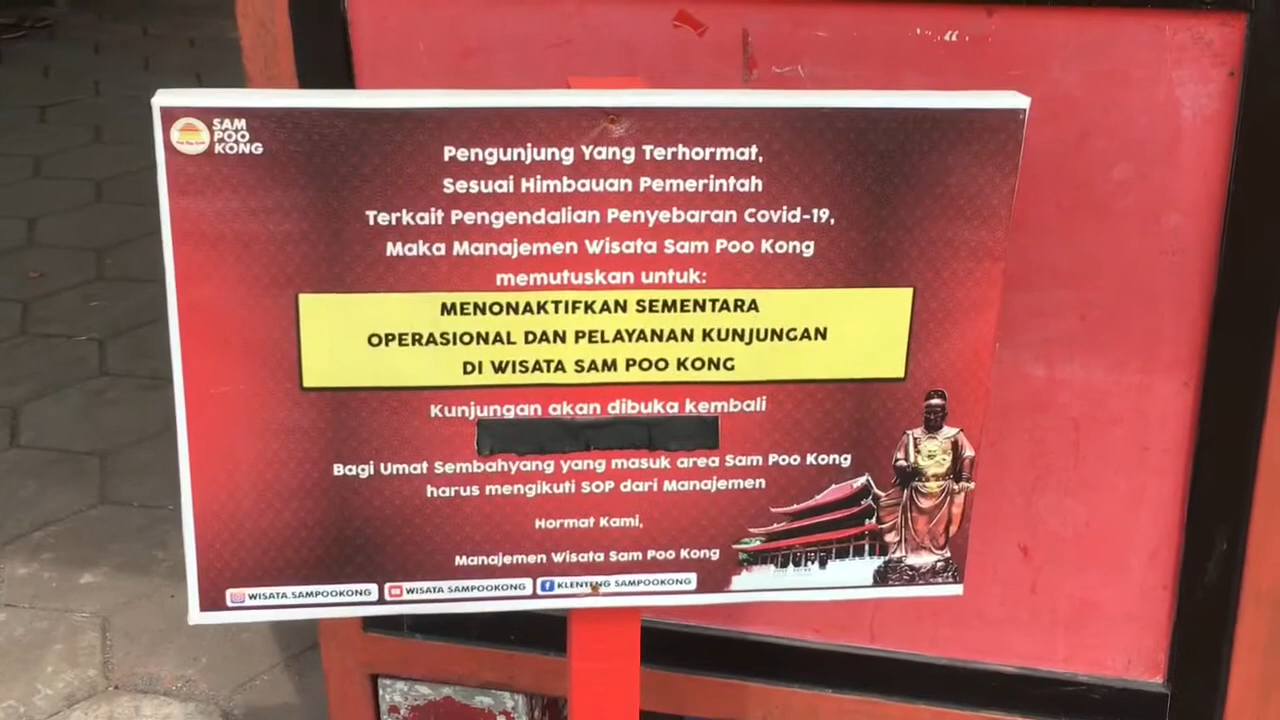 SAM
POO
KONG
Pengunjung Yang Terhormat,
Sesuai Himbauan Pemerintah
Terkait Pengendalian Penyebaran Covid-19,
Maka Manajemen Wisata Sam Poo Kong
memutuskan untuk:
MENONAKTIFKAN SEMENTARA
OPERASIONAL DAN PELAYANAN KUNJUNGAN
DI WISATA SAM POO KONG
Kunjungan akan dibuka kembali
Bagi Umat Sembahyang yang masuk area Sam Poo Kong
harus mengikuti SOP dari Manajemen
Hormat Kami,
Manajemen Wisata Sam Poo Kong
WISATA.SAMPOOKONG
WISATA SAMPOOKONG
KLENTENG SAMPOOKONG